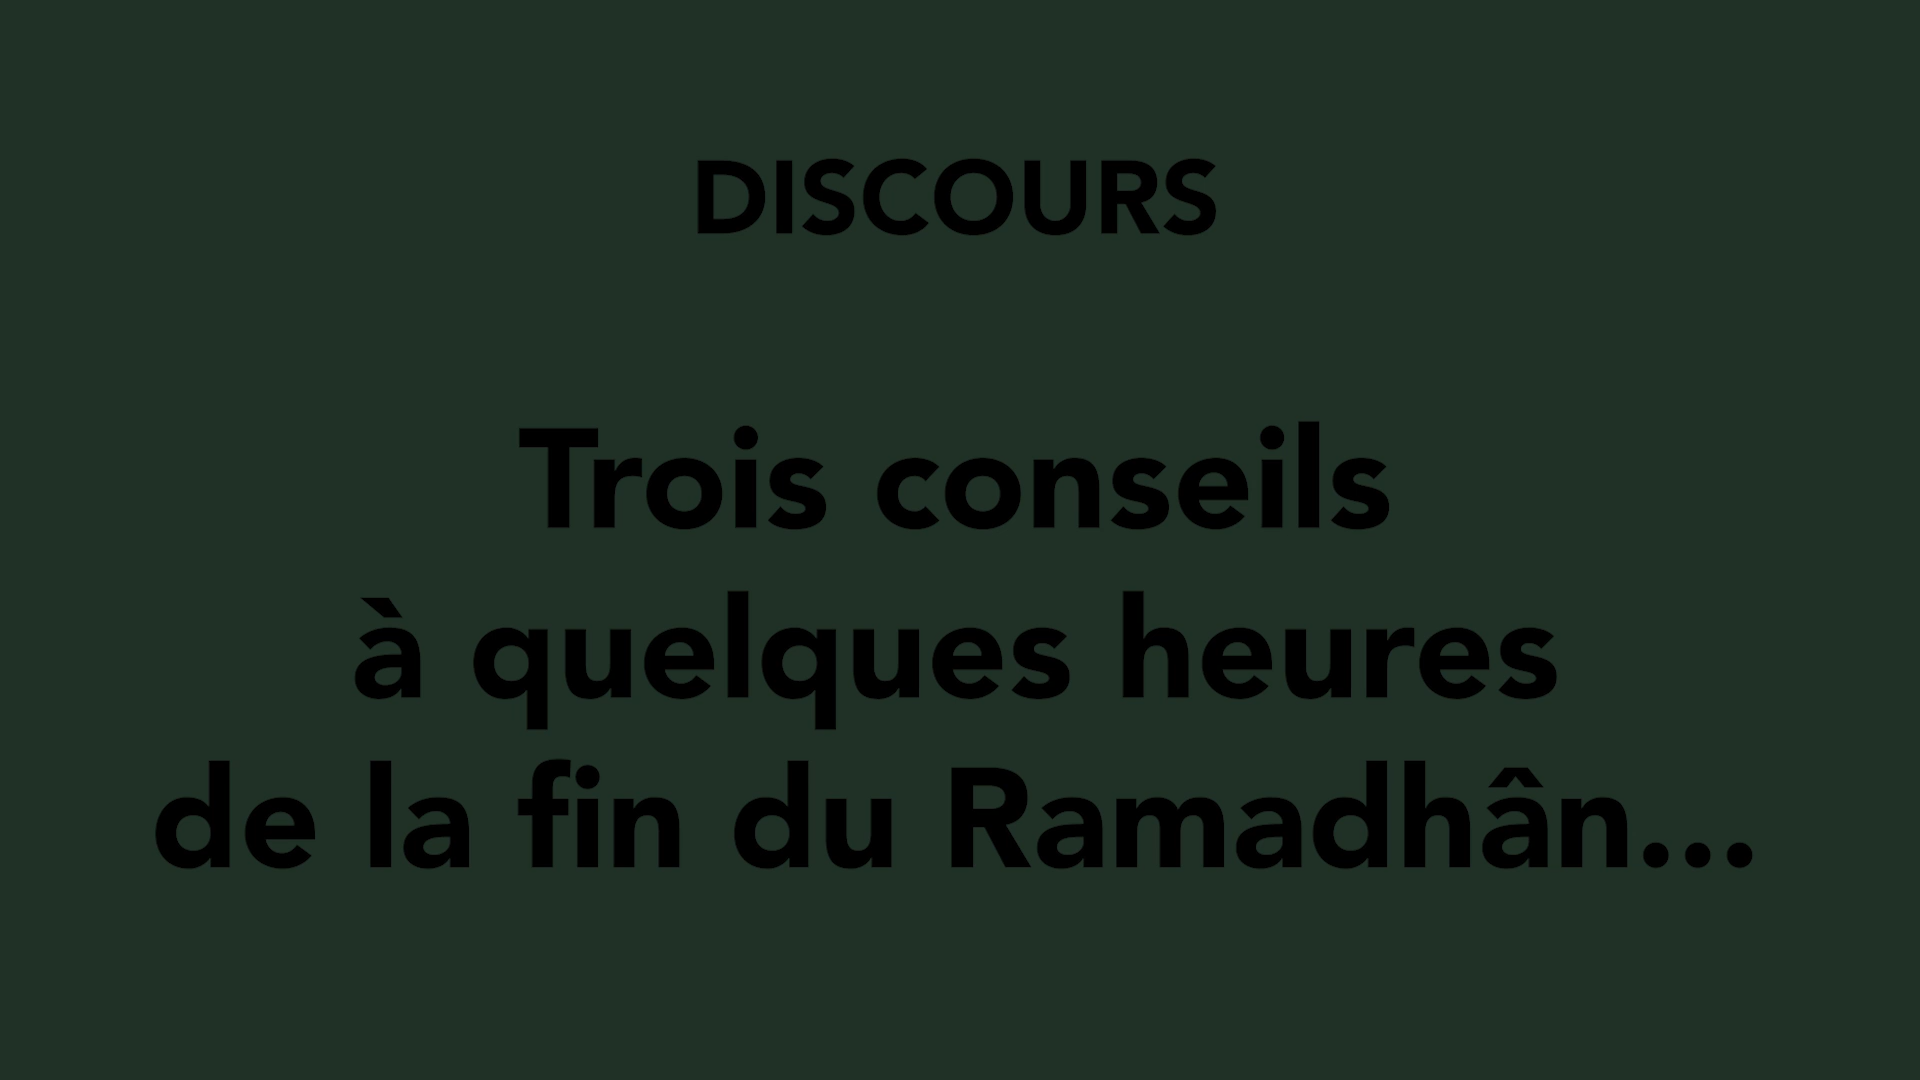 DISCOURS
Trois conseils
à quelques heures
de la fin du Ramadhân...